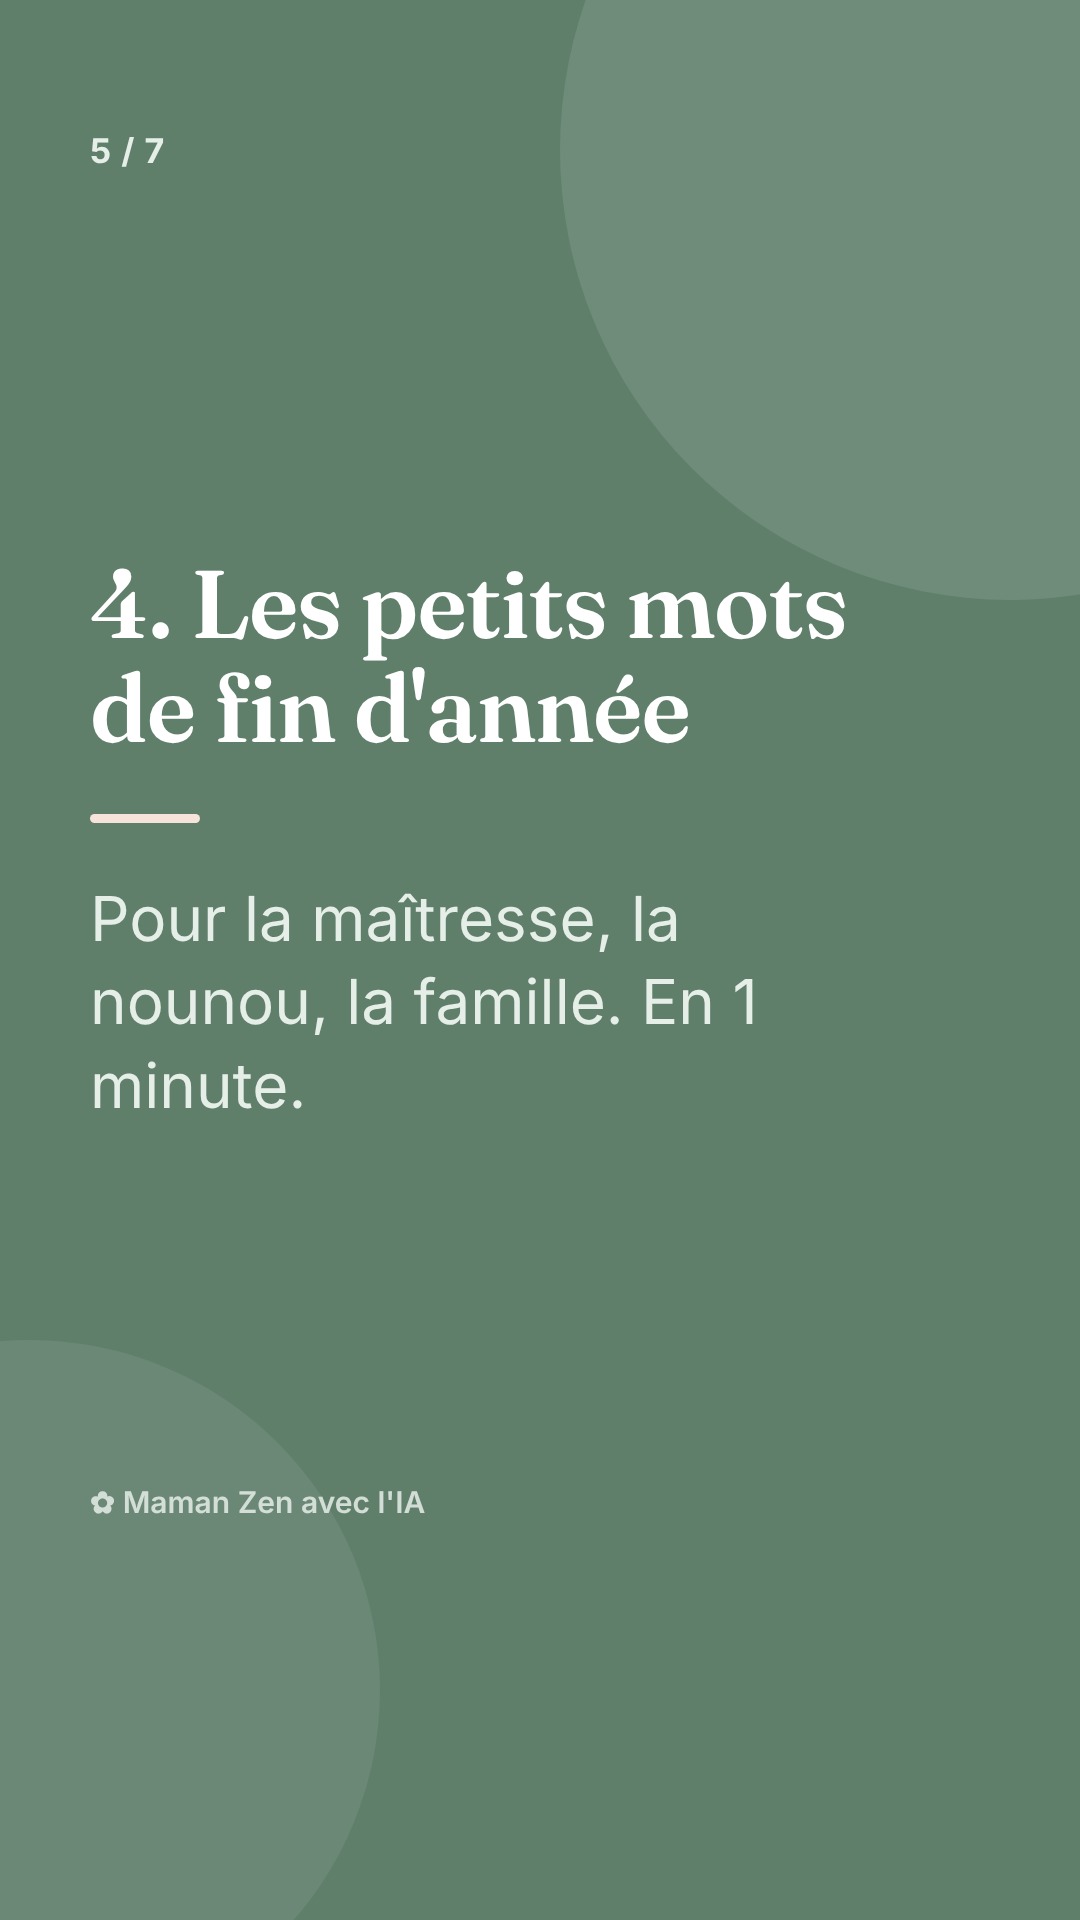 5 / 7
4. Les petits mots
de fin d'année
Pour la maîtresse, la
nounou, la famille. En 1
minute.
✿ Maman Zen avec l'IA